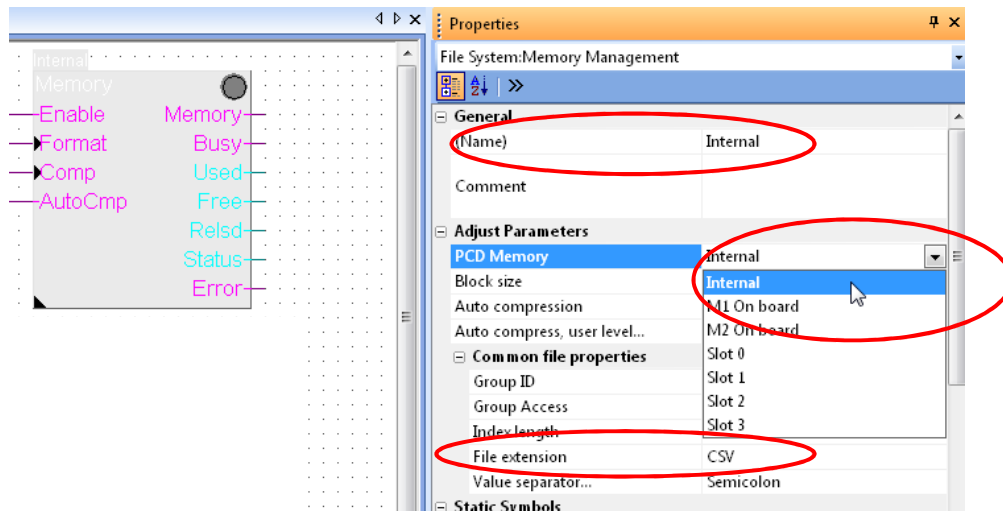 Internal
Memory
Enable Memory
Format Busy
Comp Used
AutoCmp Free
Relsd
Status
Error
Properties
File System:Memory Management
General
(Name) Internal
Comment
Adjust Parameters
PCD Memory Internal
Block size Internal
Auto compression M1 On board
Auto compress, user level... M2 On board
Common file properties Slot 0
Group ID Slot 1
Group Access Slot 2
Index length Slot 3
File extension CSV
Value separator... Semicolon
Static Symbols